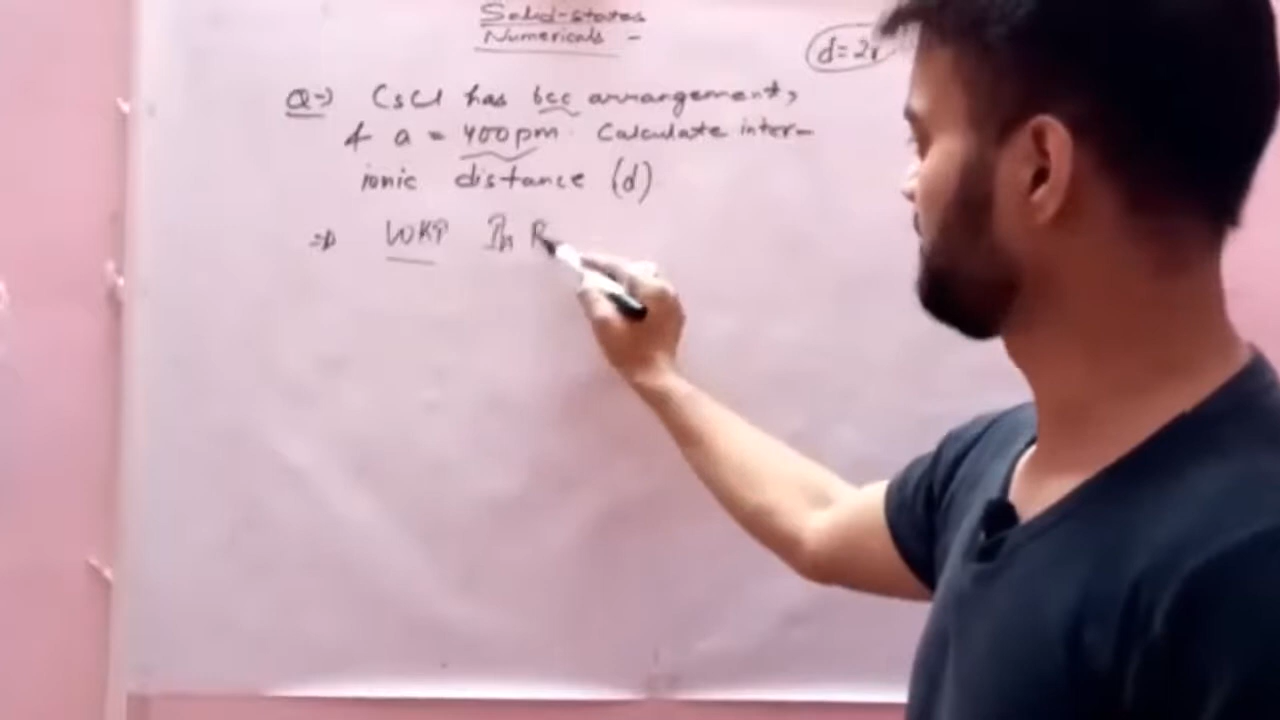 Solid-states
Numericals -
d=2r
Q→ CsCl has bcc arrangement,
& a = 400pm. Calculate inter-
ionic distance (d)
⇒ WKT In B